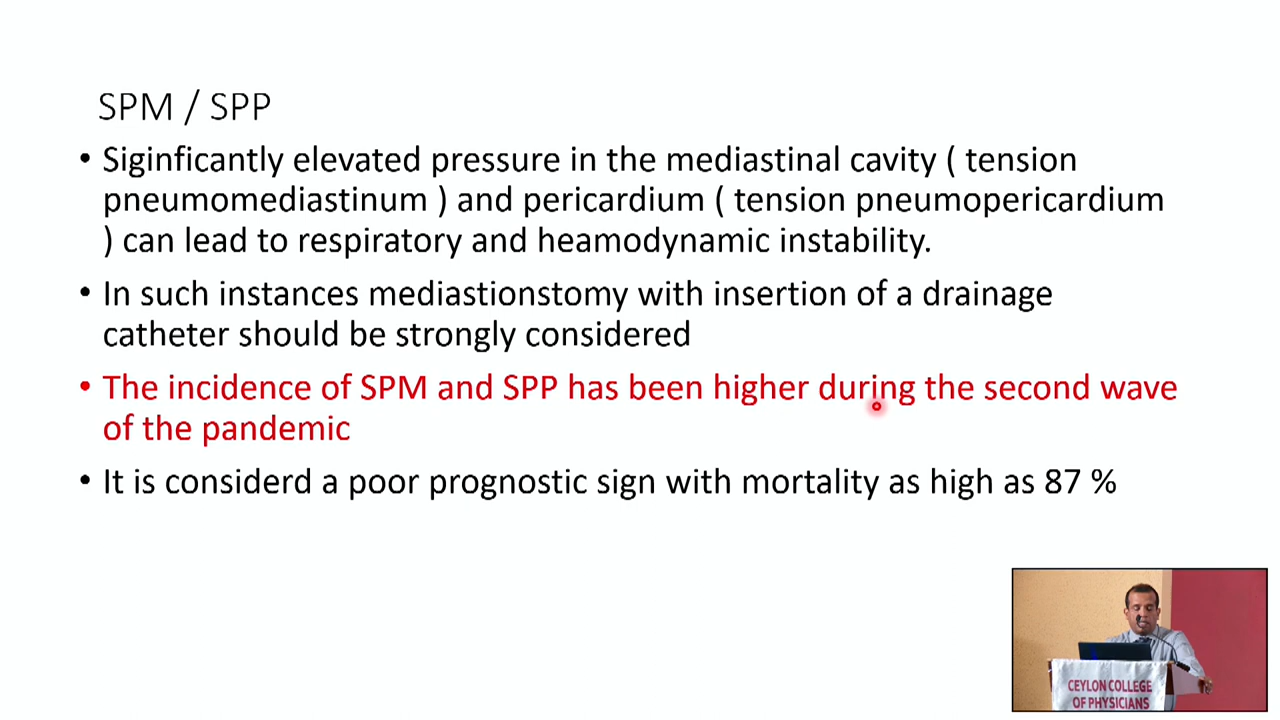 SPM / SPP
• Siginficantly elevated pressure in the mediastinal cavity ( tension
pneumomediastinum ) and pericardium ( tension pneumopericardium
) can lead to respiratory and heamodynamic instability.
• In such instances mediastionstomy with insertion of a drainage
catheter should be strongly considered
• The incidence of SPM and SPP has been higher during the second wave
of the pandemic
• It is considerd a poor prognostic sign with mortality as high as 87 %
CEYLON COLLEGE
OF PHYSICIANS